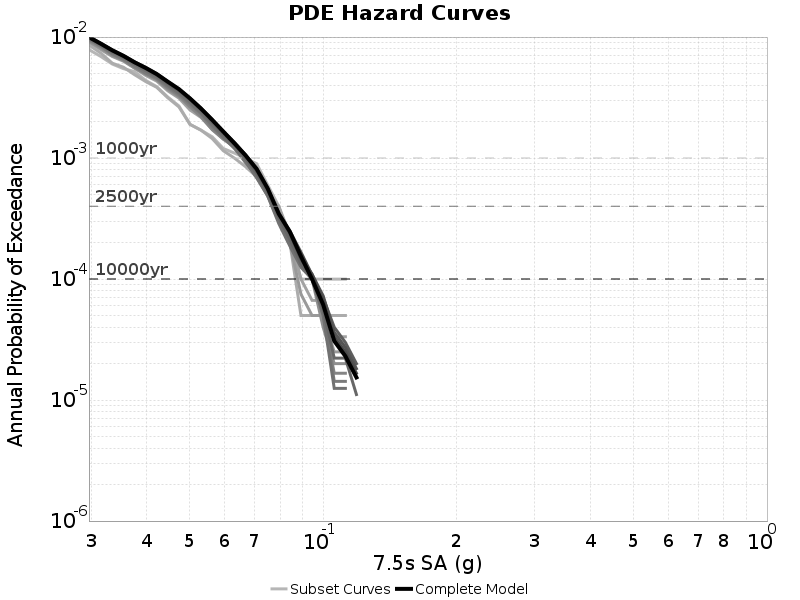 PDE Hazard Curves
Annual Probability of Exceedance
10-2
1000yr
10-3
2500yr
10000yr
10-4
10-5
10-6
3 4 5 6 7 10-1 2 3 4 5 6 7 8 100
7.5s SA (g)
Subset Curves Complete Model